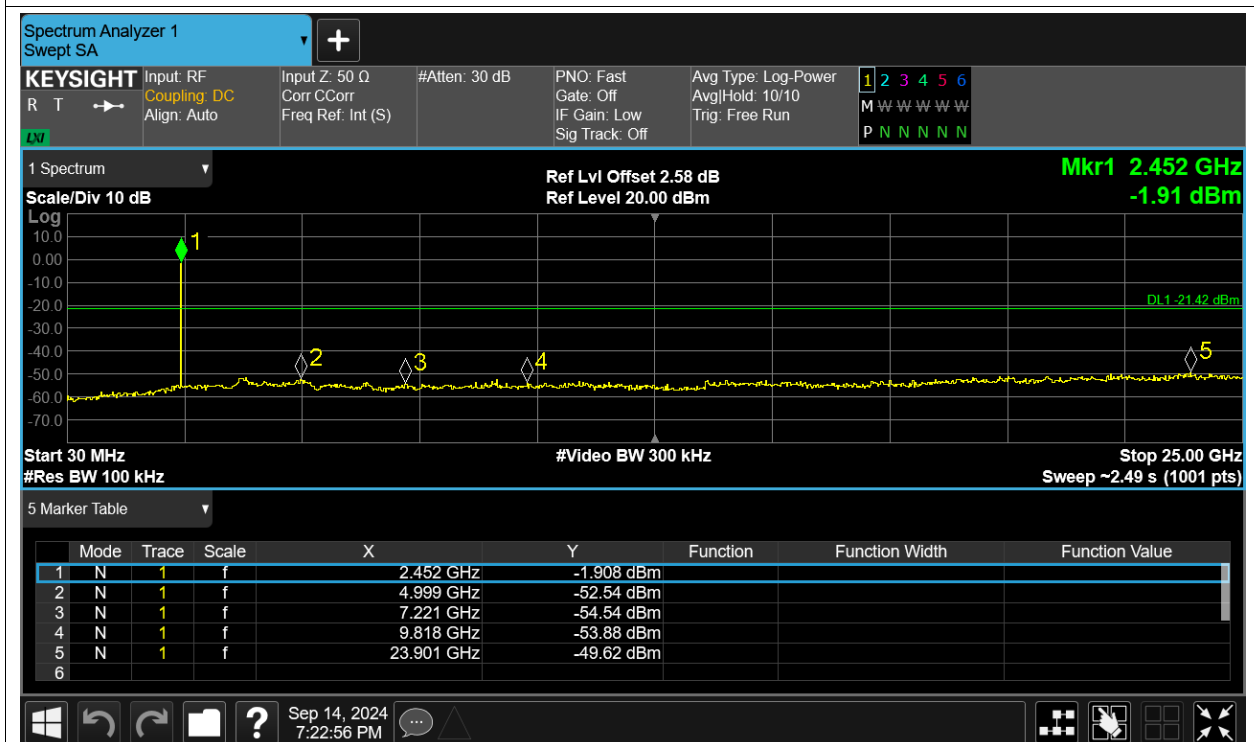 Spectrum Analyzer 1
Swept SA
KEYSIGHT
R T
LXI
Input: RF
Coupling: DC
Align: Auto
Input Z: 50 Ω
Corr CCorr
Freq Ref: Int (S)
#Atten: 30 dB
PNO: Fast
Gate: Off
IF Gain: Low
Sig Track: Off
Avg Type: Log-Power
Avg|Hold: 10/10
Trig: Free Run
1 2 3 4 5 6
M W W W W W
P N N N N N
1 Spectrum
Scale/Div 10 dB
Ref Lvl Offset 2.58 dB
Ref Level 20.00 dBm
Mkr1 2.452 GHz
-1.91 dBm
Log
10.0
0.00
-10.0
-20.0
-30.0
-40.0
-50.0
-60.0
-70.0
1
2
3
4
5
DL1 -21.42 dBm
Start 30 MHz
#Res BW 100 kHz
#Video BW 300 kHz
Stop 25.00 GHz
Sweep ~2.49 s (1001 pts)
5 Marker Table
Mode Trace Scale X Y Function Function Width Function Value
1 N 1 f 2.452 GHz -1.908 dBm
2 N 1 f 4.999 GHz -52.54 dBm
3 N 1 f 7.221 GHz -54.54 dBm
4 N 1 f 9.818 GHz -53.88 dBm
5 N 1 f 23.901 GHz -49.62 dBm
6
?
Sep 14, 2024
7:22:56 PM